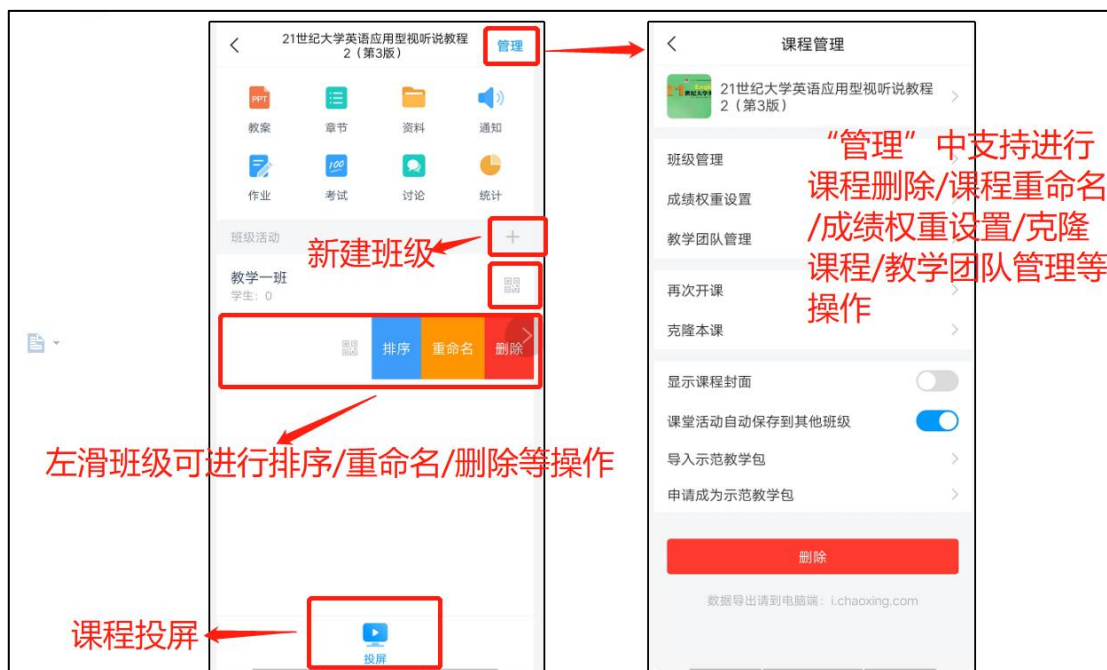 21世纪大学英语应用型视听说教程
2（第3版）
管理
PPT
教案
章节
资料
通知
100
作业
考试
讨论
统计
班级活动
新建班级
教学一班
学生：0
排序
重命名
删除
左滑班级可进行排序/重命名/删除等操作
课程投屏
投屏
课程管理
21世纪大学英语应用型视听说教程
2（第3版）
“管理”中支持进行
课程删除/课程重命名
/成绩权重设置/克隆
课程/教学团队管理等
操作
班级管理
成绩权重设置
教学团队管理
再次开课
克隆本课
显示课程封面
课堂活动自动保存到其他班级
导入示范教学包
申请成为示范教学包
删除
数据导出请到电脑端：i.chaoxing.com